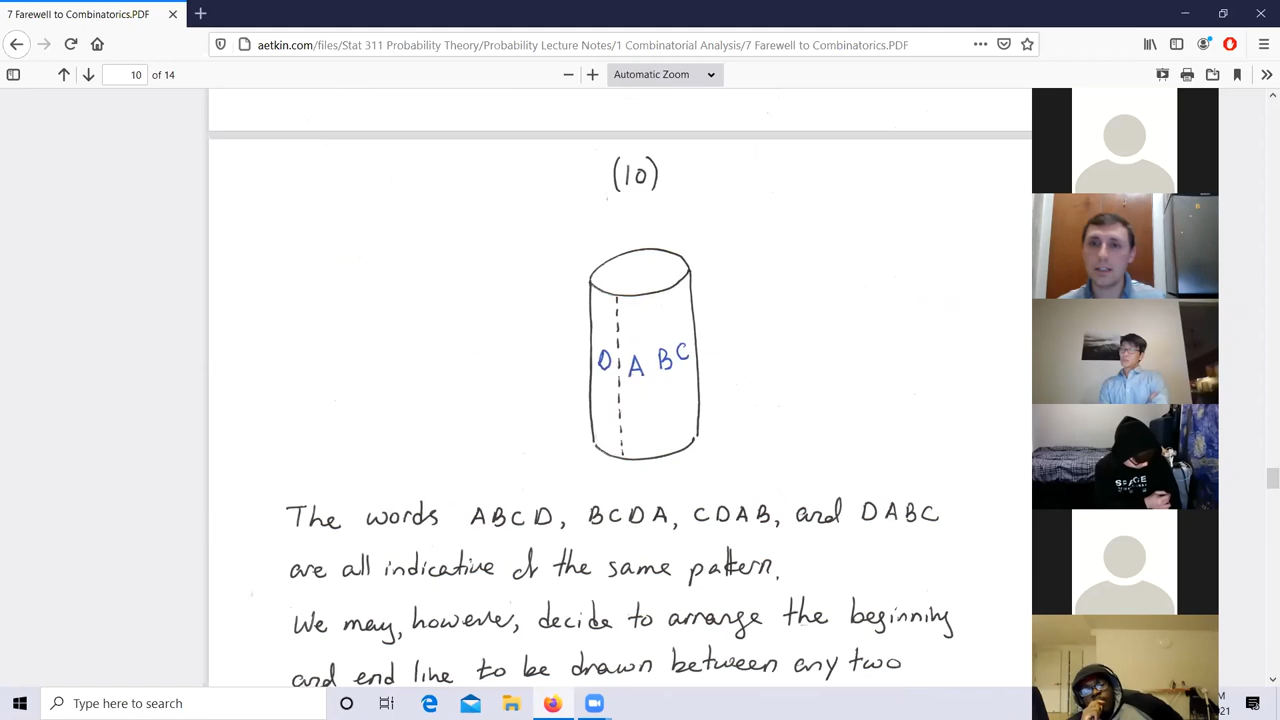 7 Farewell to Combinatorics.PDF
aetkin.com/files/Stat 311 Probability Theory/Probability Lecture Notes/1 Combinatorial Analysis/7 Farewell to Combinatorics.PDF
10 of 14
Automatic Zoom
(10)
D A B C
The words ABCD, BCDA, CDAB, and DABC
are all indicative of the same pattern.
We may, however, decide to arrange the beginning
and end line to be drawn between any two
SPACE
Type here to search
M
021